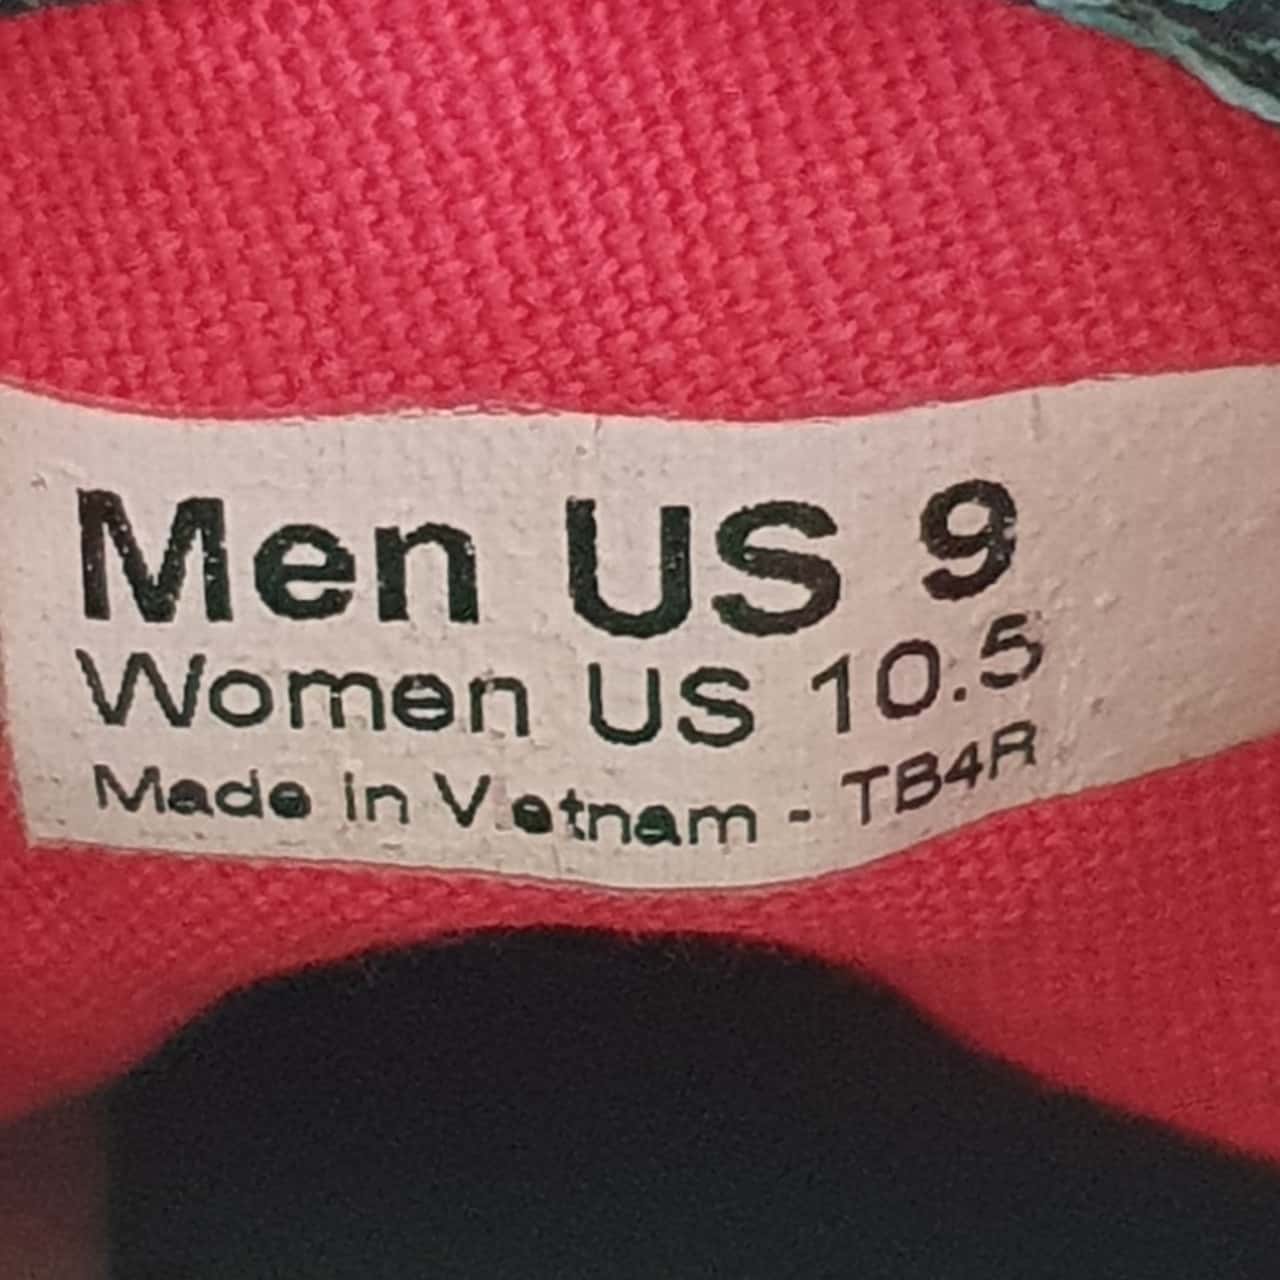 Men US 9
Women US 10.5
Made in Vietnam - TB4R